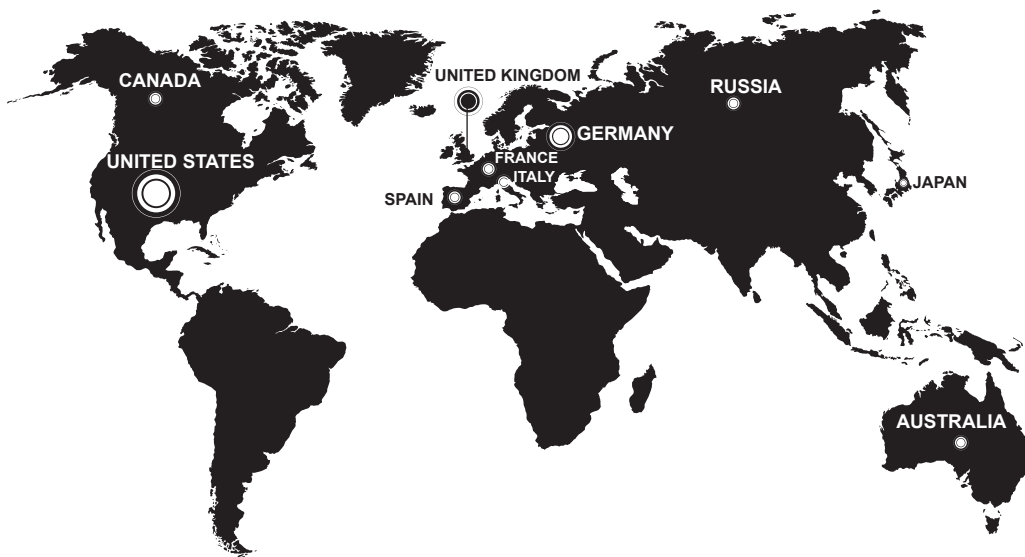 UNITED KINGDOM
CANADA
RUSSIA
GERMANY
UNITED STATES
FRANCE
ITALY
JAPAN
SPAIN
AUSTRALIA